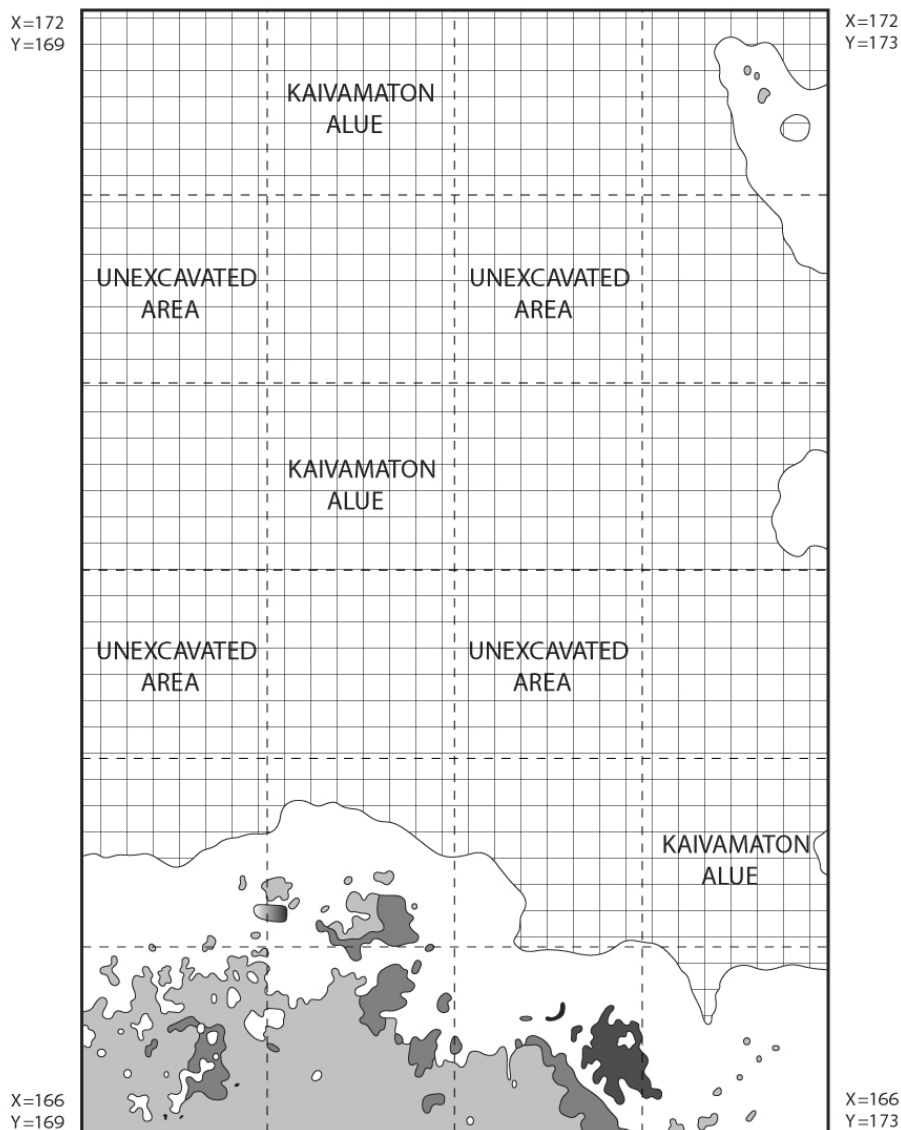 X=172
Y=169
X=172
Y=173
KAIVAMATON
ALUE
UNEXCAVATED
AREA
UNEXCAVATED
AREA
KAIVAMATON
ALUE
UNEXCAVATED
AREA
UNEXCAVATED
AREA
KAIVAMATON
ALUE
X=166
Y=169
X=166
Y=173